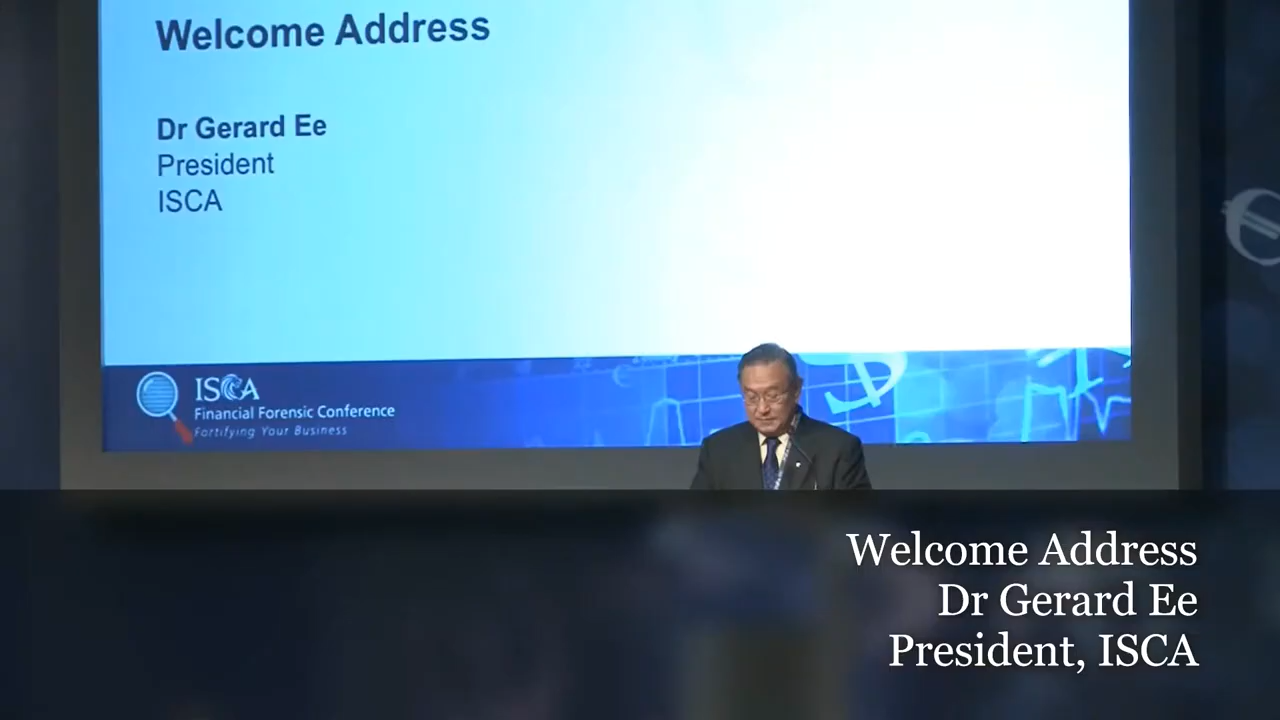 Welcome Address
Dr Gerard Ee
President
ISCA
ISCA
Financial Forensic Conference
Fortifying Your Business
Welcome Address
Dr Gerard Ee
President, ISCA